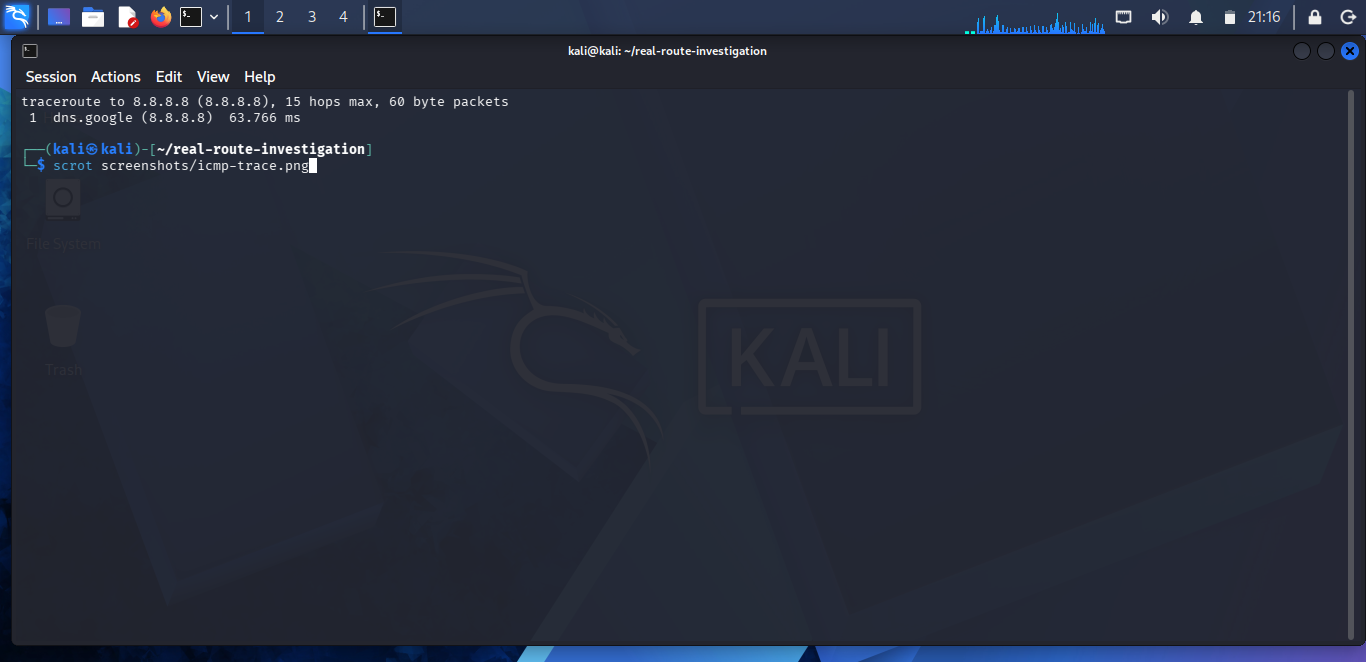 1 2 3 4 21:16
kali@kali: ~/real-route-investigation
Session Actions Edit View Help
traceroute to 8.8.8.8 (8.8.8.8), 15 hops max, 60 byte packets
1 dns.google (8.8.8.8) 63.766 ms
┌──(kali㉿kali)-[~/real-route-investigation]
└─$ scrot screenshots/icmp-trace.png
File System
KALI
Trash